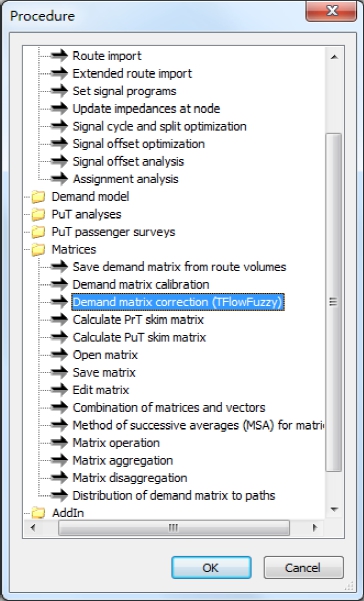 Procedure
Route import
Extended route import
Set signal programs
Update impedances at node
Signal cycle and split optimization
Signal offset optimization
Signal offset analysis
Assignment analysis
Demand model
PuT analyses
PuT passenger surveys
Matrices
Save demand matrix from route volumes
Demand matrix calibration
Demand matrix correction (TFlowFuzzy)
Calculate PrT skim matrix
Calculate PuT skim matrix
Open matrix
Save matrix
Edit matrix
Combination of matrices and vectors
Method of successive averages (MSA) for matri
Matrix operation
Matrix aggregation
Matrix disaggregation
Distribution of demand matrix to paths
AddIn
OK Cancel